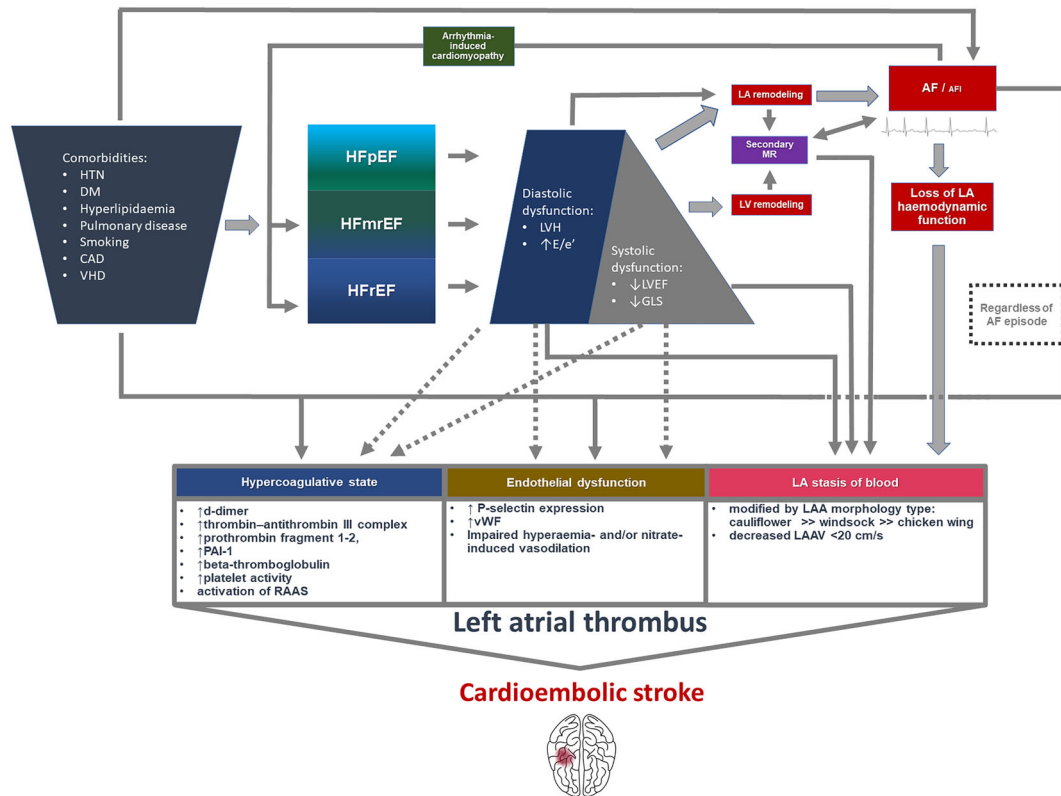 Arrhythmia-
induced
cardiomyopathy
AF / AFl
LA remodeling
Secondary
MR
LV remodeling
Loss of LA
haemodynamic
function
Comorbidities:
• HTN
• DM
• Hyperlipidaemia
• Pulmonary disease
• Smoking
• CAD
• VHD
HFpEF
HFmrEF
HFrEF
Diastolic
dysfunction:
• LVH
• ↑E/e’
Systolic
dysfunction:
• ↓LVEF
• ↓GLS
Regardless of
AF episode
Hypercoagulative state
• ↑d-dimer
• ↑thrombin–antithrombin III complex
• ↑prothrombin fragment 1-2,
• ↑PAI-1
• ↑beta-thromboglobulin
• ↑platelet activity
• activation of RAAS
Endothelial dysfunction
• ↑ P-selectin expression
• ↑vWF
• Impaired hyperaemia- and/or nitrate-
induced vasodilation
LA stasis of blood
• modified by LAA morphology type:
cauliflower >> windsock >> chicken wing
• decreased LAAV <20 cm/s
Left atrial thrombus
Cardioembolic stroke